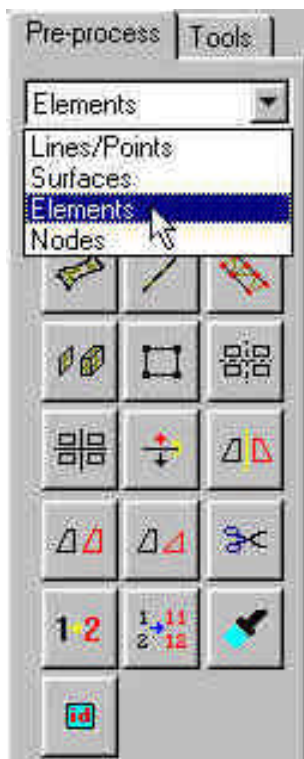 Pre-process Tools
Elements
Lines/Points
Surfaces
Elements
Nodes
1 2
1 11
2 12
id